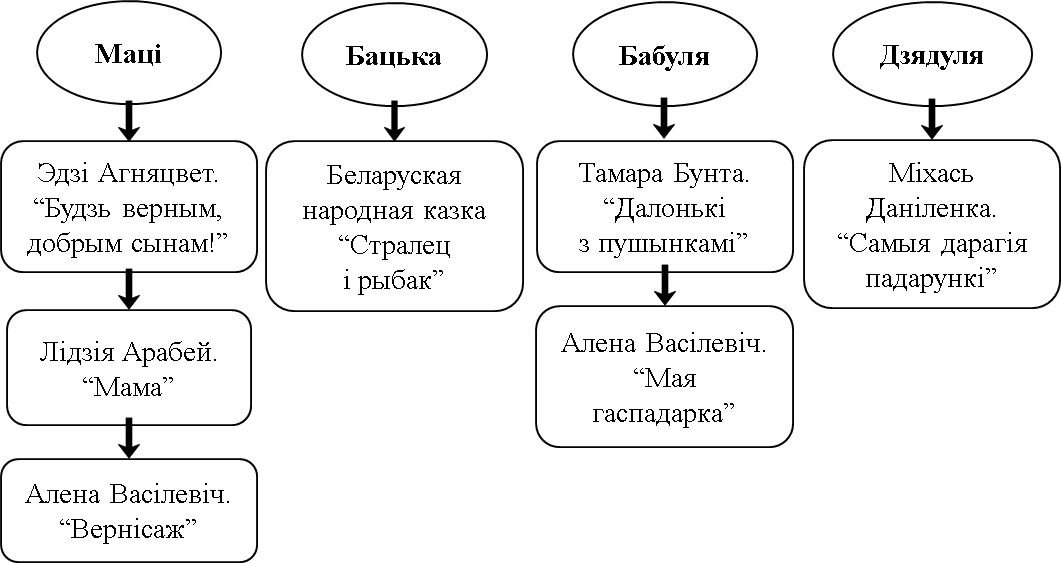 Маці
Эдзі Агняцвет.
“Будзь верным,
добрым сынам!”
Лідзія Арабей.
“Мама”
Алена Васілевіч.
“Вернісаж”
Бацька
Беларуская
народная казка
“Стралец
і рыбак”
Бабуля
Тамара Бунта.
“Далонькі
з пушынкамі”
Алена Васілевіч.
“Мая
гаспадарка”
Дзядуля
Міхась
Даніленка.
“Самыя дарагія
падарункі”